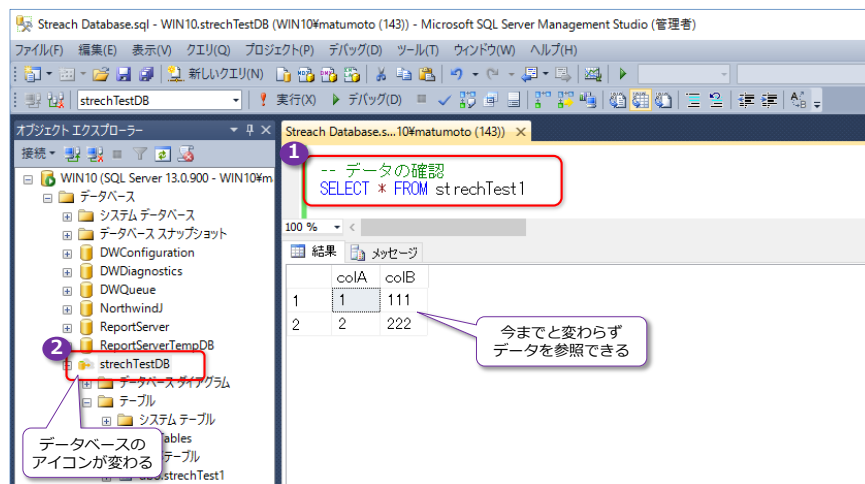 Streach Database.sql - WIN10.strechTestDB (WIN10¥matumoto (143)) - Microsoft SQL Server Management Studio (管理者)
ファイル(F) 編集(E) 表示(V) クエリ(Q) プロジェクト(P) デバッグ(D) ツール(T) ウィンドウ(W) ヘルプ(H)
新しいクエリ(N)
strechTestDB
実行(X) デバッグ(D)
オブジェクト エクスプローラー
Streach Database.s...10¥matumoto (143))
接続
1
-- データの確認
SELECT * FROM strechTest1
WIN10 (SQL Server 13.0.900 - WIN10¥m
データベース
システム データベース
データベース スナップショット
DWConfiguration
DWDiagnostics
DWQueue
NorthwindJ
ReportServer
ReportServerTempDB
2
strechTestDB
データベース ダイアグラム
テーブル
システム テーブル
ables
テーブル
dbo.strechTest1
データベースの
アイコンが変わる
100 %
結果 メッセージ
colA colB
1 1 111
2 2 222
今までと変わらず
データを参照できる